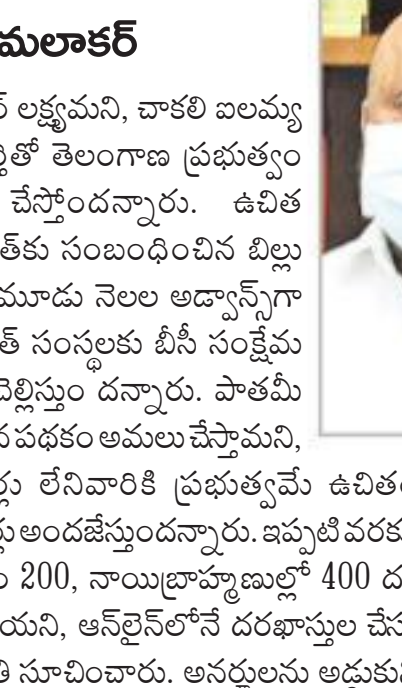 మలాకర్
లక్ష్యమని, చాకలి ఐలమ్య
తెలంగాణ ప్రభుత్వం
చేస్తోందన్నారు. ఉచిత
త్‌కు సంబంధించిన బిల్లు
మూడు నెలల అడ్వాన్స్‌గా
త్ సంస్థలకు బీసీ సంక్షేమ
చెల్లిస్తుం దన్నారు. పాతమీ
పథకం అమలు చేస్తామని,
లేనివారికి ప్రభుత్వమే ఉచిత
అందజేస్తుందన్నారు. ఇప్పటి వరకు
200, నాయిబ్రాహ్మణుల్లో 400 ద
యని, ఆన్‌లైన్‌లోనే దరఖాస్తుల చేస
సూచించారు. అనర్హులను అడ్డుకు